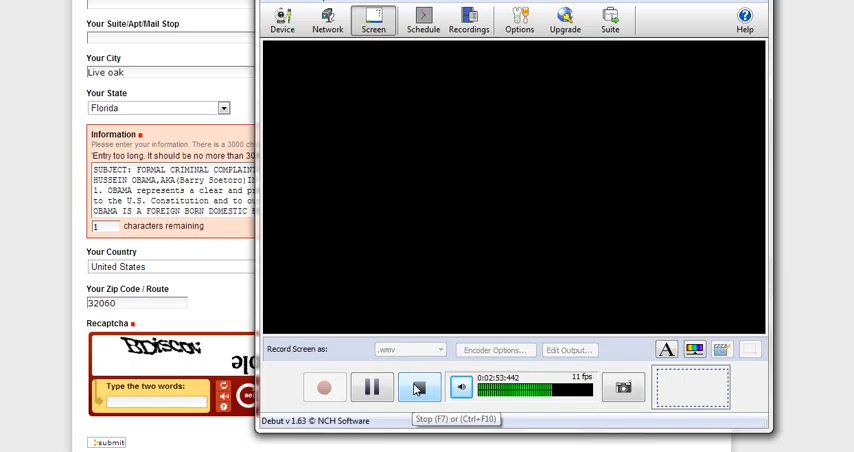 Your Suite/Apt/Mail Stop
Your City
Live oak
Your State
Florida
Information
Please enter your information. There is a 3000
'Entry too long. It should be no more than
SUBJECT: FORMAL CRIMINAL
HUSSEIN OBAMA,AKA(Barry Soetoro)
1. OBAMA represents a clear and
to the U.S. Constitution and to
OBAMA IS A FOREIGN BORN DOMESTIC
1 characters remaining
Your Country
United States
Your Zip Code / Route
32060
Recaptcha
Type the two words:
submit
Device
Network
Screen
Schedule
Recordings
Options
Upgrade
Suite
Help
Record Screen as:
.wmv
Encoder Options...
Edit Output...
A
0:02:53:442
11 fps
Stop (F7) or (Ctrl+F10)
Debut v 1.63 © NCH Software